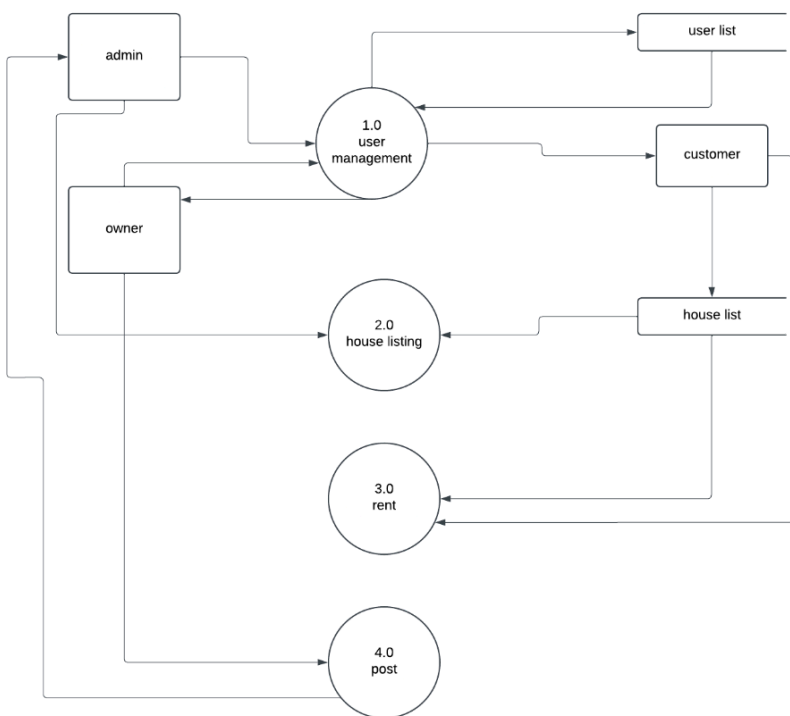 user list
admin
1.0
user
management
customer
owner
2.0
house listing
house list
3.0
rent
4.0
post